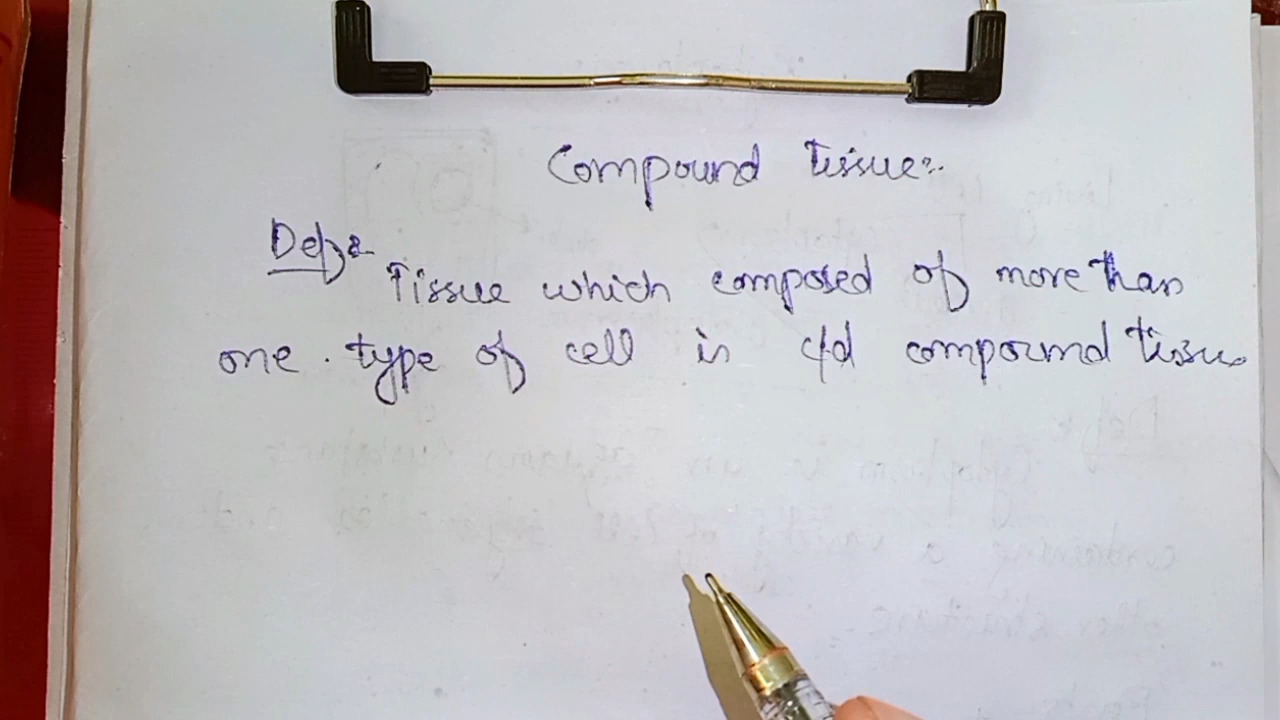 Compound Tissue:-
Def:-
Tissue which composed of more than
one type of cell is c/d compound tissue